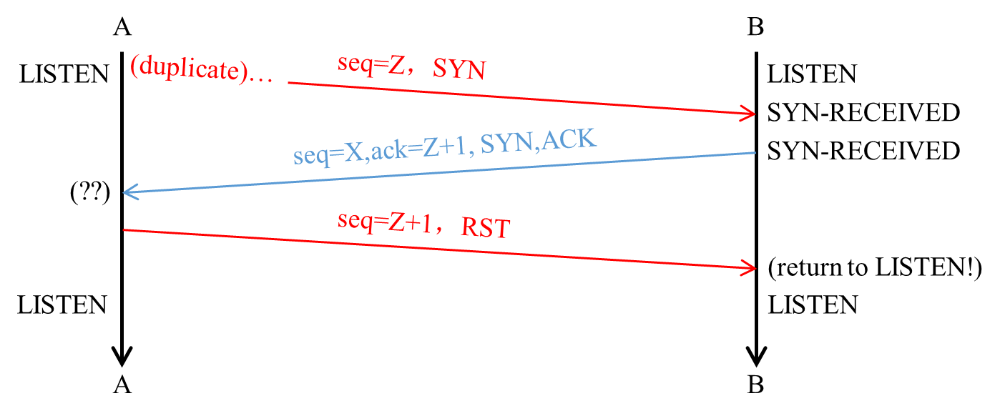 A
B
LISTEN
(duplicate)…
seq=Z，SYN
LISTEN
SYN-RECEIVED
seq=X,ack=Z+1, SYN,ACK
SYN-RECEIVED
(??)
seq=Z+1，RST
(return to LISTEN!)
LISTEN
LISTEN
A
B